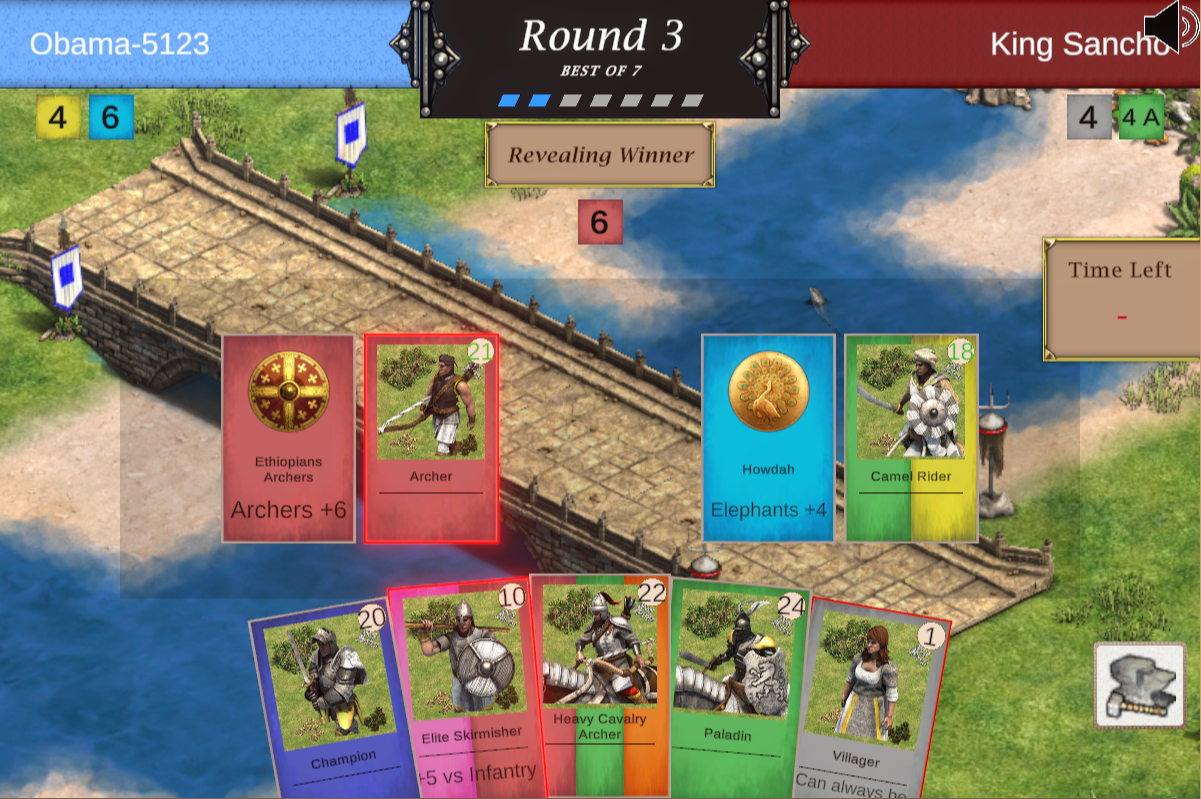 Obama-5123
Round 3
BEST OF 7
King Sancho
4
6
4
4 A
Revealing Winner
6
Time Left
-
21
18
Ethiopians
Archers
Archers +6
Archer
Howdah
Elephants +4
Camel Rider
20
10
22
24
1
Champion
Elite Skirmisher
+5 vs Infantry
Heavy Cavalry
Archer
Paladin
Villager
Can always be